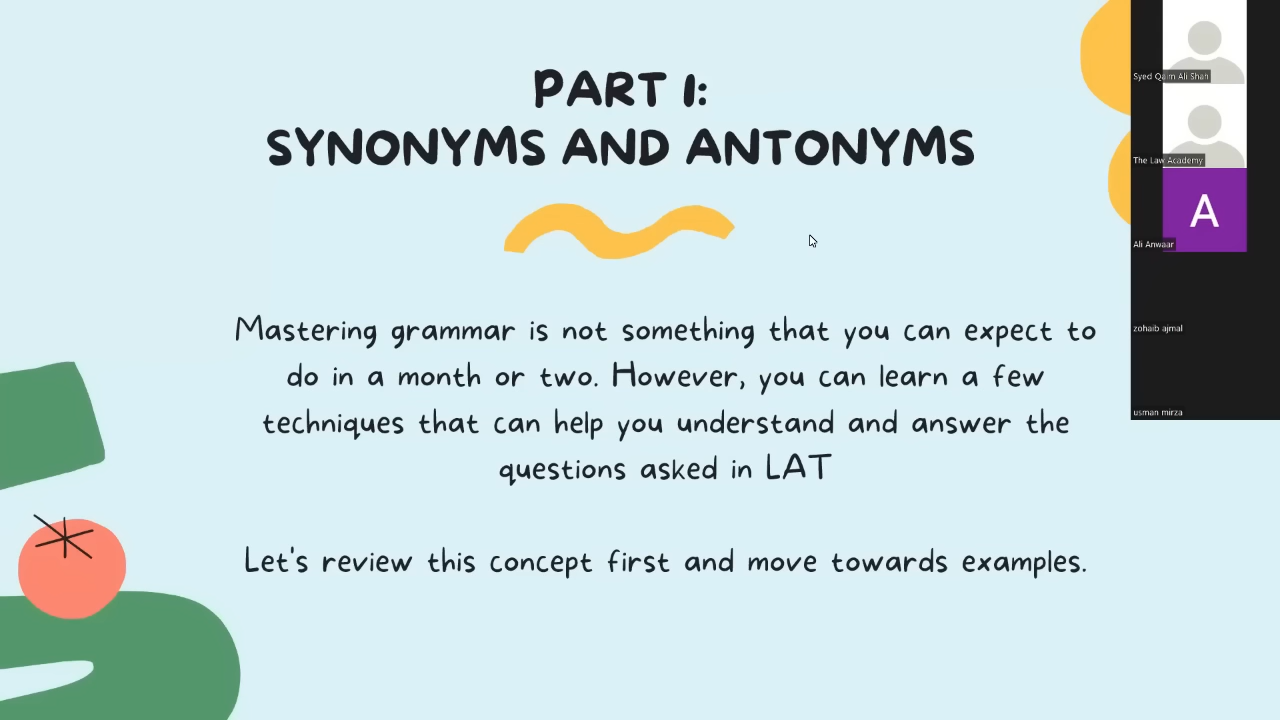 PART 1:
SYNONYMS AND ANTONYMS
Mastering grammar is not something that you can expect to
do in a month or two. However, you can learn a few
techniques that can help you understand and answer the
questions asked in LAT
Let's review this concept first and move towards examples.
Syed Qaim Ali Shah
The Law Academy
A
Ali Anwaar
zohaib ajmal
usman mirza